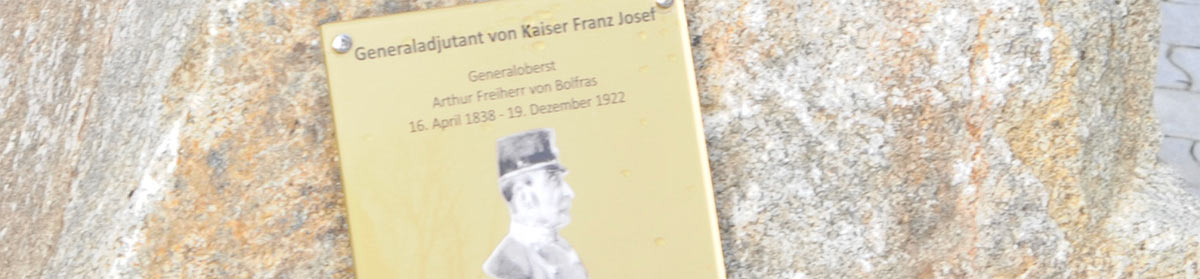 Generaladjutant von Kaiser Franz Josef
Generaloberst
Arthur Freiherr von Bolfras
16. April 1838 - 19. Dezember 1922